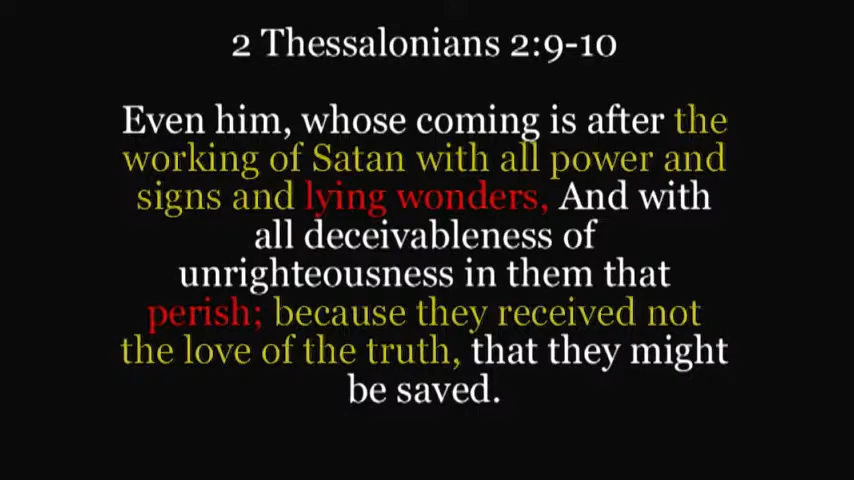 2 Thessalonians 2:9-10
Even him, whose coming is after the
working of Satan with all power and
signs and lying wonders, And with
all deceivableness of
unrighteousness in them that
perish; because they received not
the love of the truth, that they might
be saved.